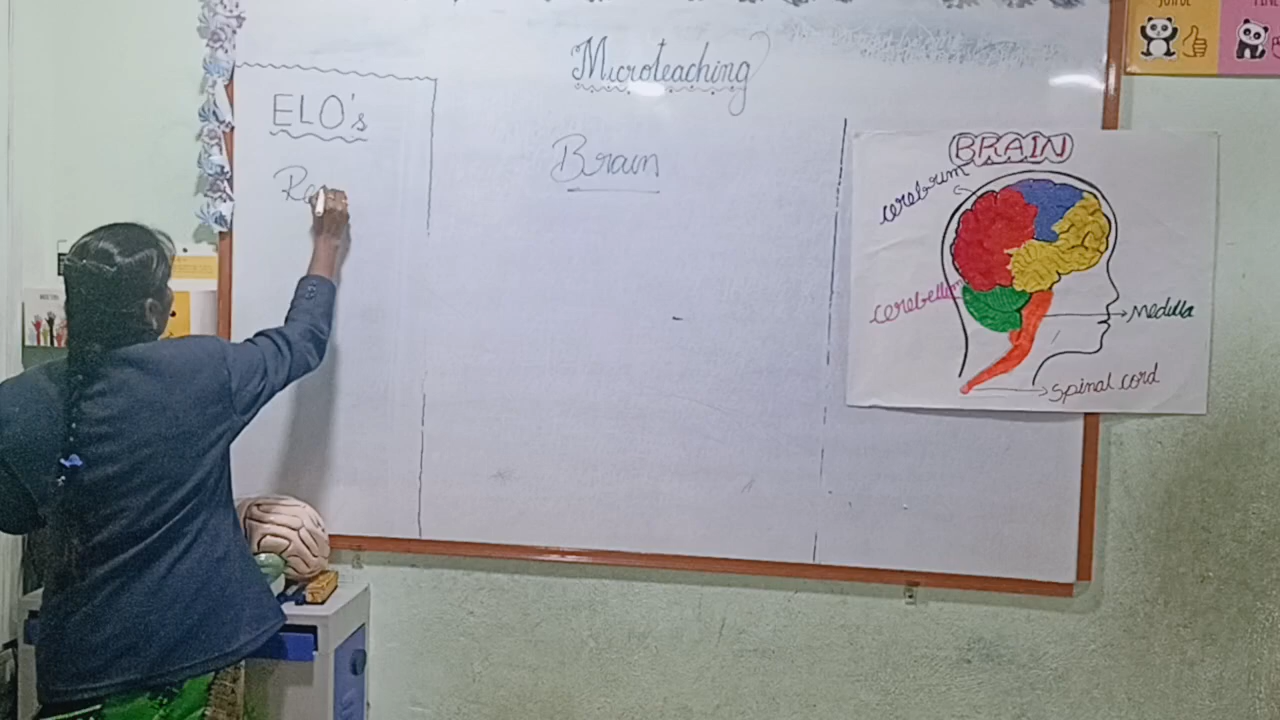 Microteaching
ELO's
Brain
BRAIN
cerebrum
cerebellum
Medulla
Spinal cord